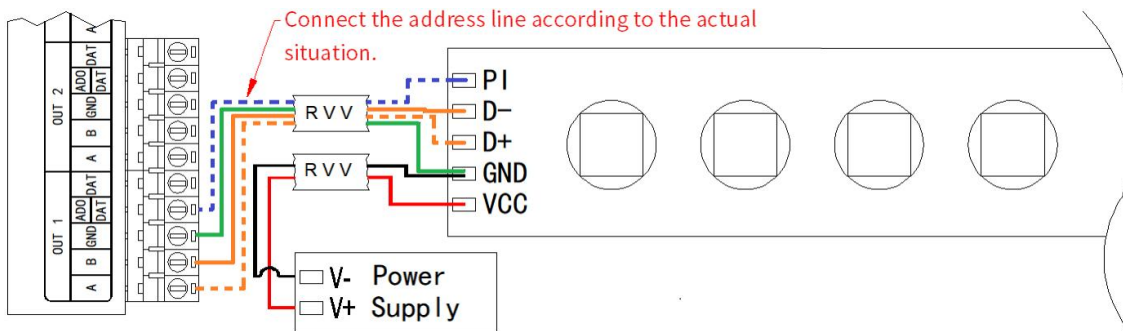 Connect the address line according to the actual
situation.
A
DAT
ADO DAT
GND
B
A
OUT 2
DAT
ADO DAT
GND
B
A
OUT 1
RVV
RVV
PI
D-
D+
GND
VCC
V- Power
V+ Supply